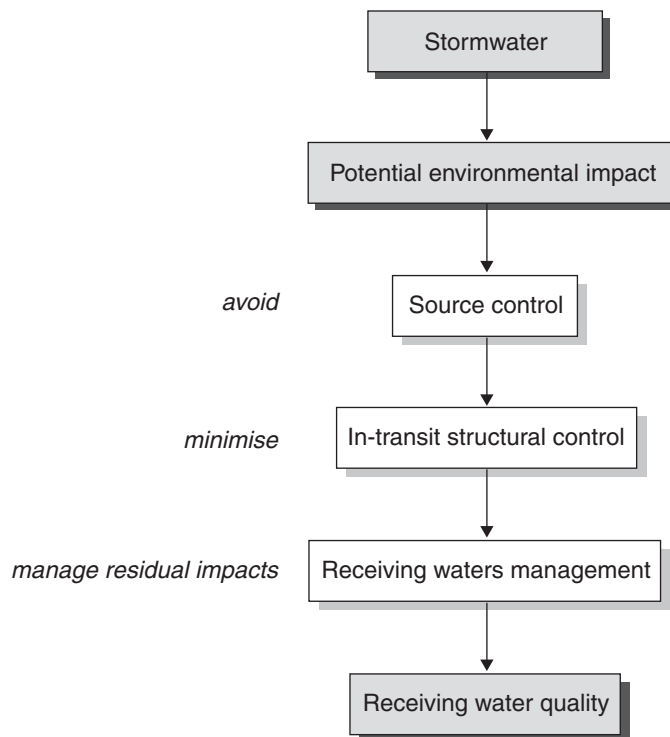 Stormwater
Potential environmental impact
avoid
Source control
minimise
In-transit structural control
manage residual impacts
Receiving waters management
Receiving water quality